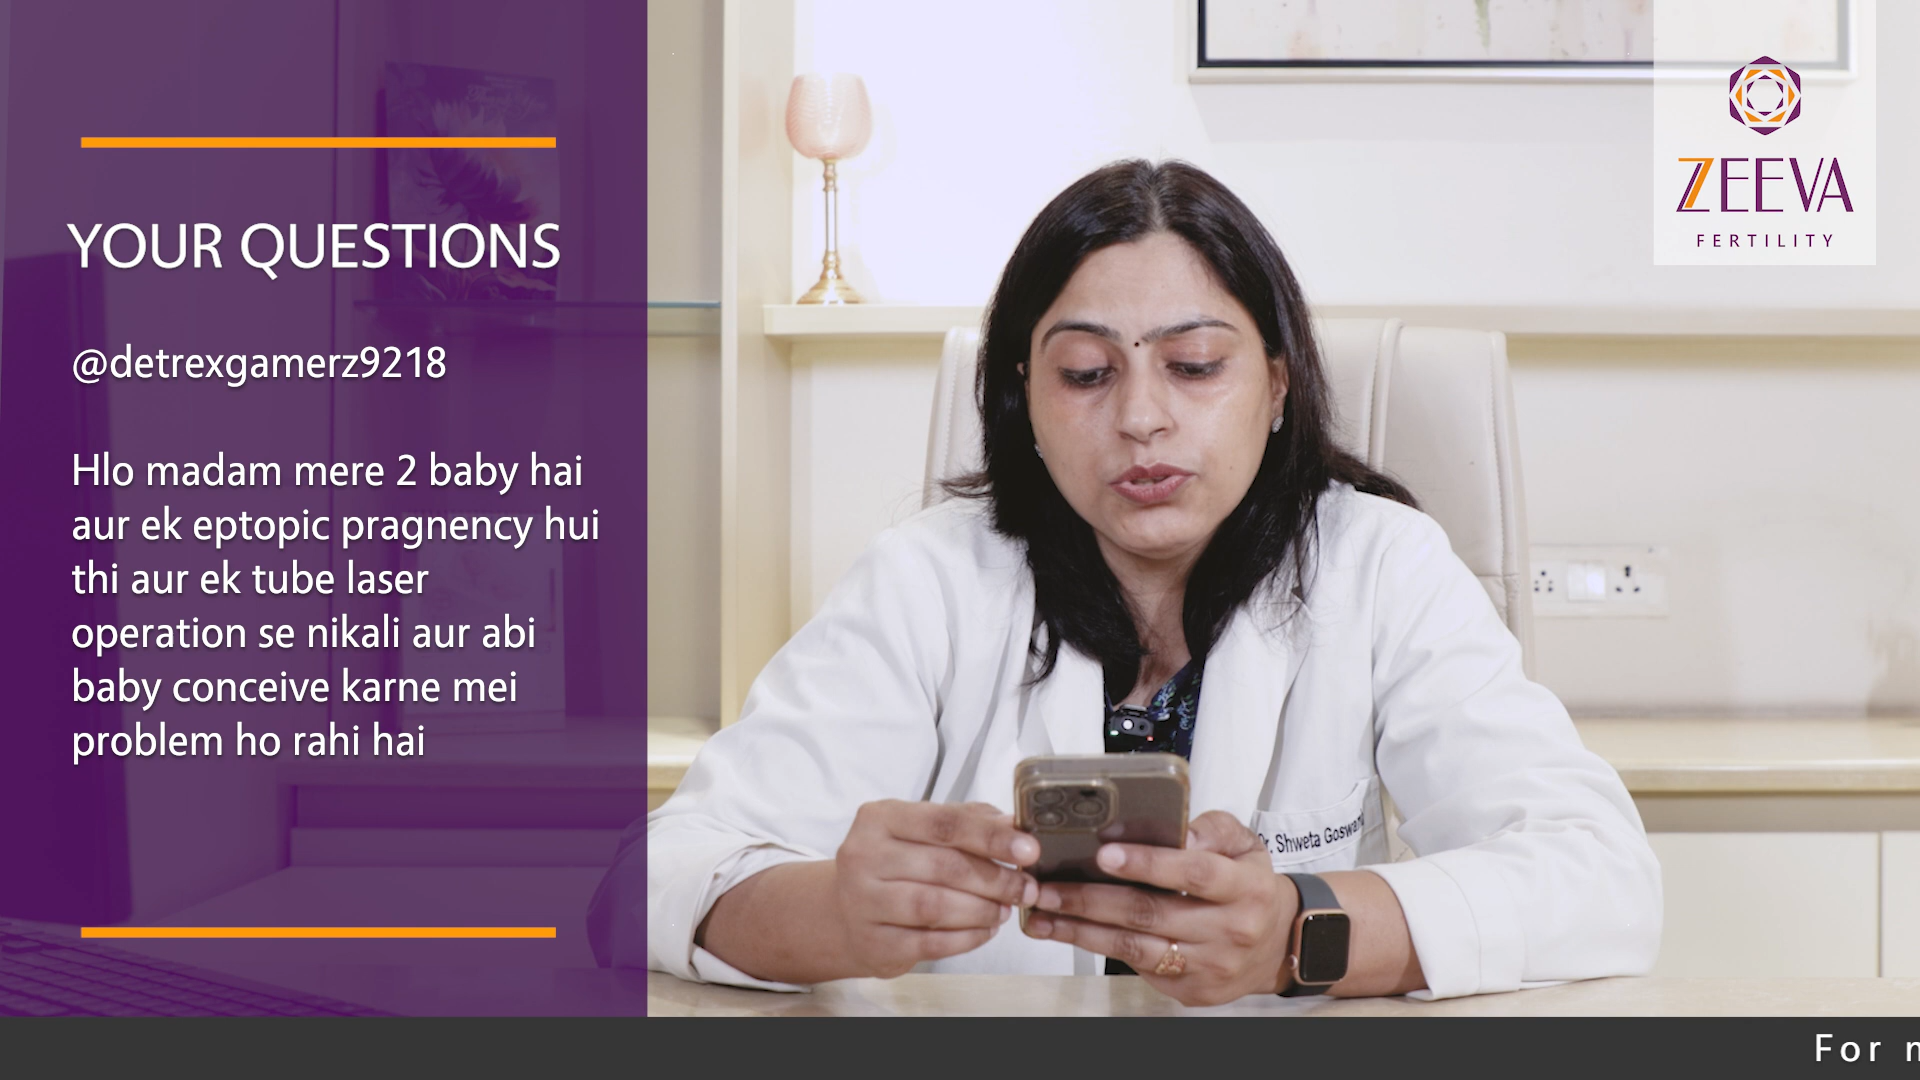 YOUR QUESTIONS
@detrexgamerz9218
Hlo madam mere 2 baby hai
aur ek eptopic pragnency hui
thi aur ek tube laser
operation se nikali aur abi
baby conceive karne mei
problem ho rahi hai
ZEEVA
FERTILITY
Dr. Shweta Goswami
For